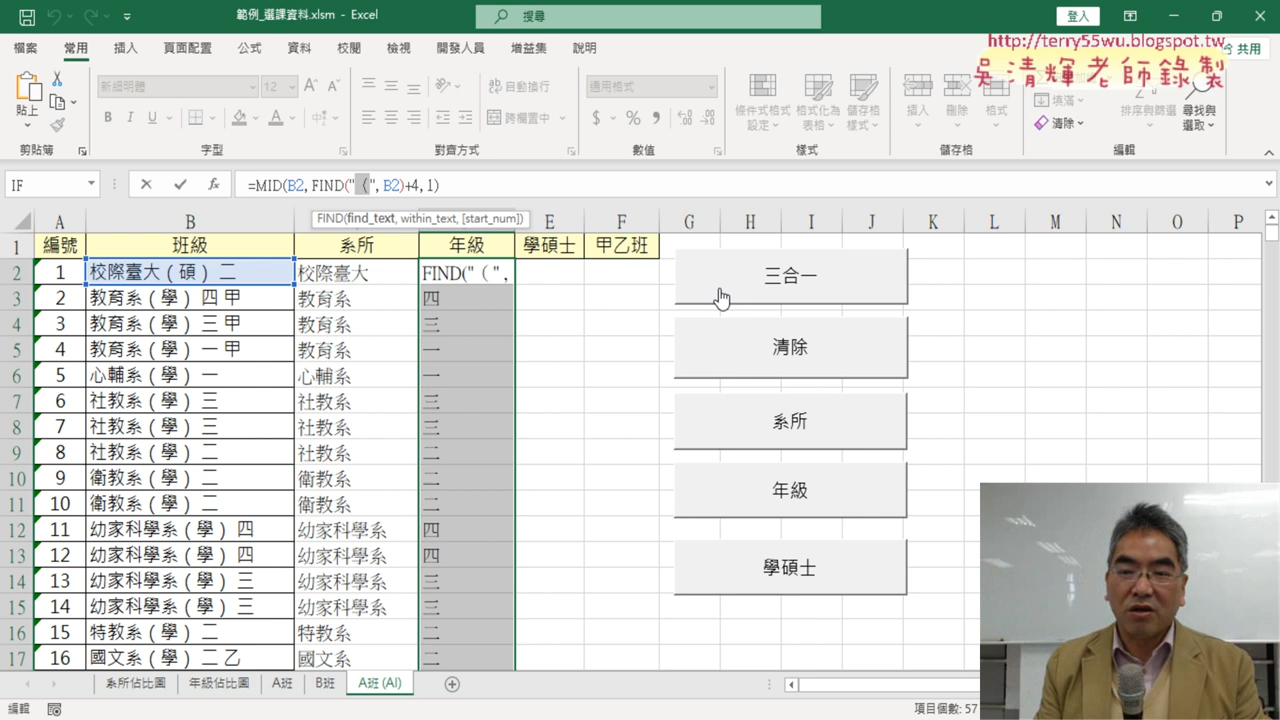 範例_選課資料.xlsm - Excel
搜尋
登入
檔案 常用 插入 頁面配置 公式 資料 校閱 檢視 開發人員 增益集 說明
共用
http://terry55wu.blogspot.tw
吳清輝老師錄製
貼上
新細明體 12
B I U
自動換行
跨欄置中
通用格式
條件式格式設定
格式化為表格
儲存格樣式
插入 刪除 格式
填滿
清除
排序與篩選
尋找與選取
剪貼簿 字型 對齊方式 數值 樣式 儲存格 編輯
IF
=MID(B2, FIND("（", B2)+4, 1)
FIND(find_text, within_text, [start_num])
A B E F G H I J K L M N O P
1 編號 班級 系所 年級 學碩士 甲乙班
2 1 校際臺大（碩）二 校際臺大 FIND("（",
3 2 教育系（學）四甲 教育系 四
4 3 教育系（學）三甲 教育系 三
5 4 教育系（學）一甲 教育系 一
6 5 心輔系（學）一 心輔系 一
7 6 社教系（學）三 社教系 三
8 7 社教系（學）三 社教系 三
9 8 社教系（學）二 社教系 二
10 9 衛教系（學）二 衛教系 二
11 10 衛教系（學）二 衛教系 二
12 11 幼家科學系（學）四 幼家科學系 四
13 12 幼家科學系（學）四 幼家科學系 四
14 13 幼家科學系（學）三 幼家科學系 三
15 14 幼家科學系（學）三 幼家科學系 三
16 15 特教系（學）二 特教系 二
17 16 國文系（學）二乙 國文系 二
三合一
清除
系所
年級
學碩士
系所佔比圖 年級佔比圖 A班 B班 A班(AI)
編輯
項目個數: 57